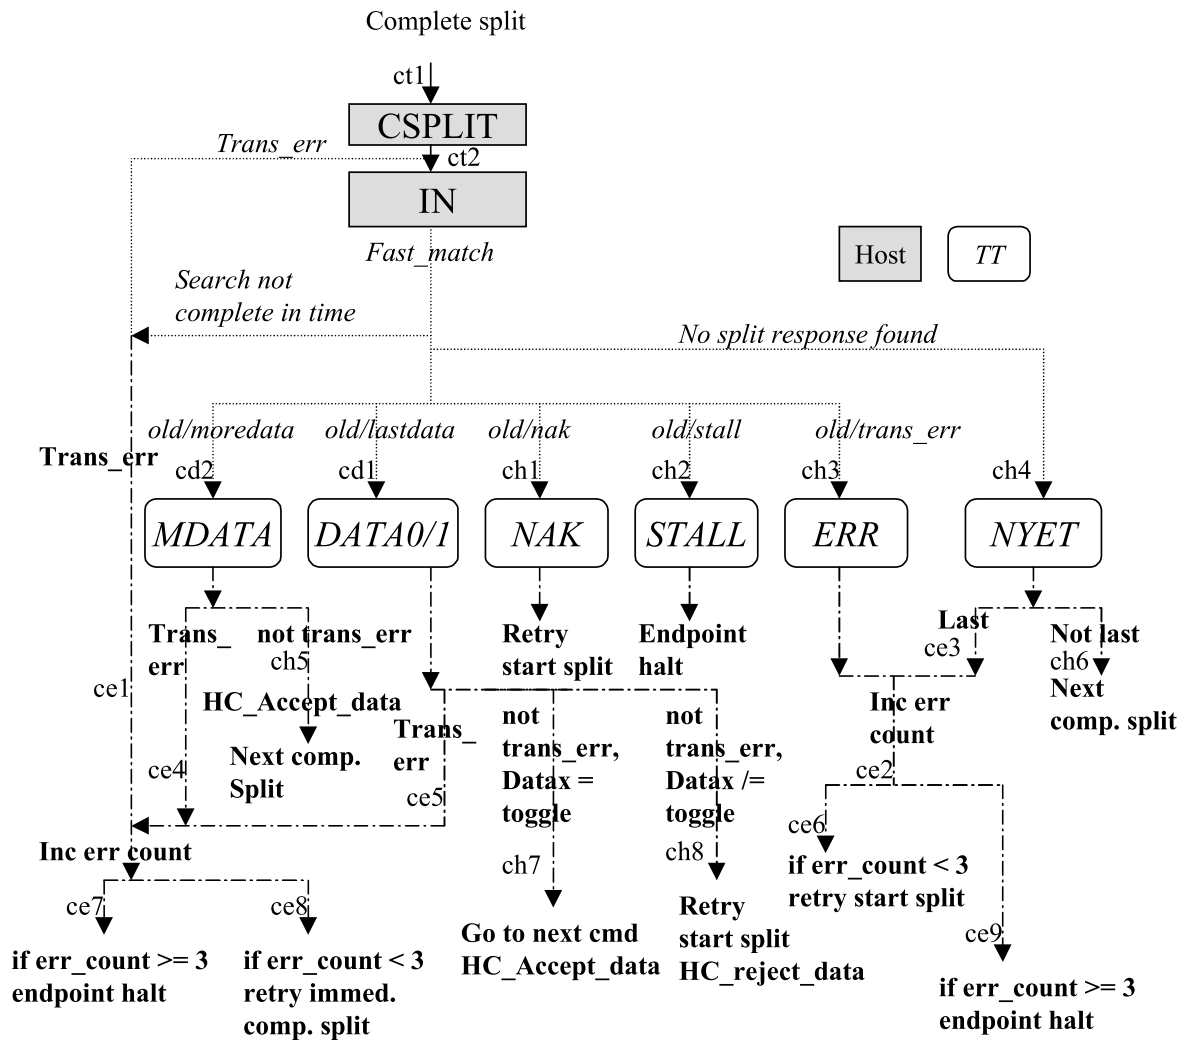 Complete split
ct1
CSPLIT
Trans_err
ct2
IN
Fast_match
Host
TT
Search not
complete in time
No split response found
old/moredata
old/lastdata
old/nak
old/stall
old/trans_err
Trans_err
cd2
cd1
ch1
ch2
ch3
ch4
MDATA
DATA0/1
NAK
STALL
ERR
NYET
Trans_
err
not trans_err
ch5
HC_Accept_data
Next comp.
Split
Retry
start split
Endpoint
halt
Last
ce3
Not last
ch6
Next
comp. split
ce1
ce4
Trans_
err
ce5
not
trans_err,
Datax =
toggle
ch7
not
trans_err,
Datax /=
toggle
ch8
Inc err
count
ce2
ce6
if err_count < 3
retry start split
Inc err count
ce7
ce8
ce9
if err_count >= 3
endpoint halt
if err_count < 3
retry immed.
comp. split
Go to next cmd
HC_Accept_data
Retry
start split
HC_reject_data
if err_count >= 3
endpoint halt